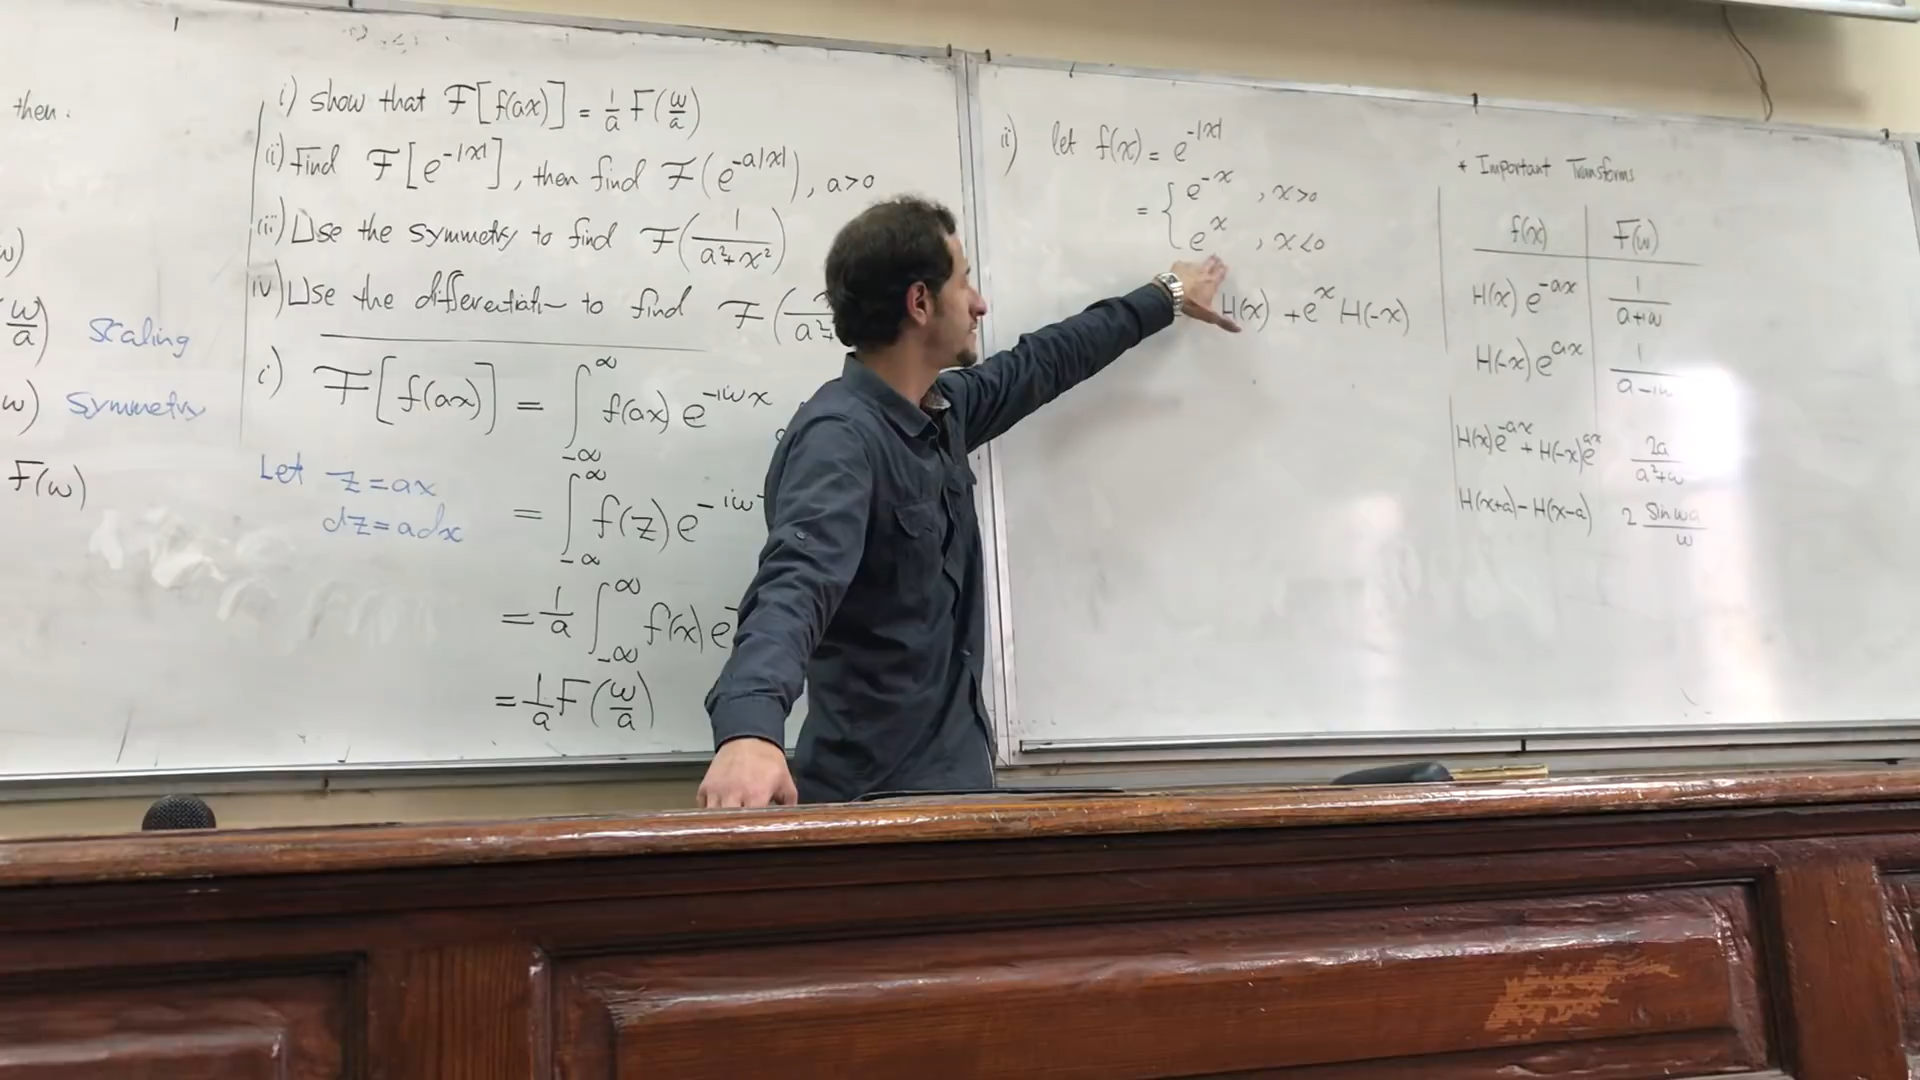 then.
ω)
ω/a) Scaling
ω) Symmetry
F(ω)
i) show that F[f(ax)] = 1/a F(ω/a)
ii) Find F[e^-|x|], then find F(e^-a|x|), a>0
iii) Use the symmetry to find F(1/(a²+x²))
iv) Use the differentiation to find F(
i) F[f(ax)] = ∫_-∞^∞ f(ax) e^-iωx
Let z = ax
dz = a dx
= ∫_-∞^∞ f(z) e^-iω
= 1/a ∫_-∞^∞ f(x) e
= 1/a F(ω/a)
ii) let f(x) = e^-|x|
= { e^-x , x>0
e^x , x<0
H(x) + e^x H(-x)
* Important Transforms
f(x) F(ω)
H(x) e^-ax 1/(a+iω)
H(-x) e^ax 1/(a-iω
H(x)e^-ax + H(-x)e^ax 2a/(a²+ω
H(x+a) - H(x-a) 2 sin ωa/ω